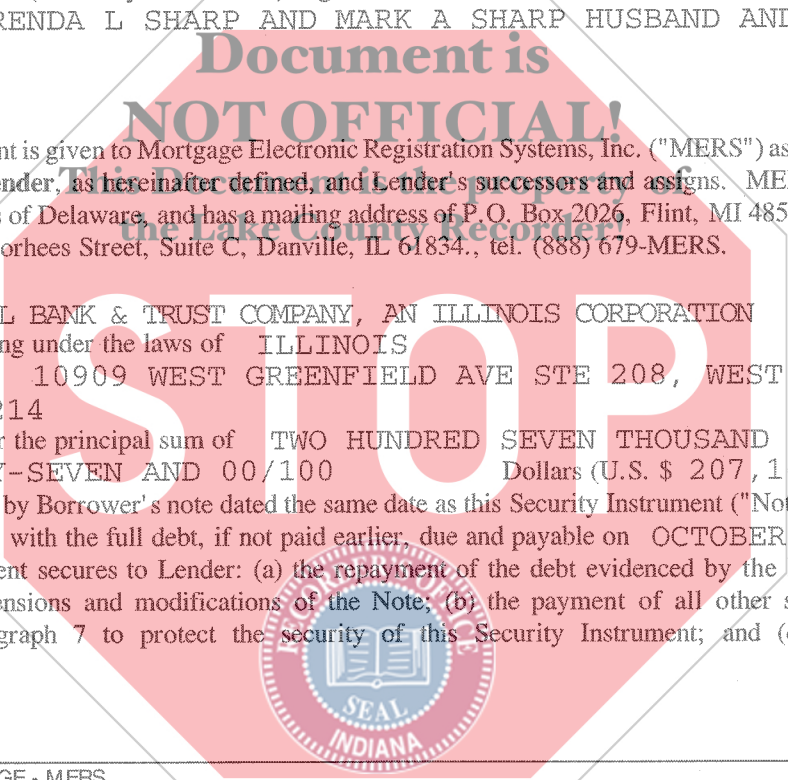 RENDA L SHARP AND MARK A SHARP HUSBAND AND
Document is
NOT OFFICIAL!
nt is given to Mortgage Electronic Registration Systems, Inc. ("MERS") as
ender, as hereinafter defined, and Lender's successors and assigns. ME
This Document is the property of
s of Delaware, and has a mailing address of P.O. Box 2026, Flint, MI 485
the Lake County Recorder!
orhees Street, Suite C, Danville, IL 61834., tel. (888) 679-MERS.
STOP
L BANK & TRUST COMPANY, AN ILLINOIS CORPORATION
ng under the laws of ILLINOIS
10909 WEST GREENFIELD AVE STE 208, WEST
214
r the principal sum of TWO HUNDRED SEVEN THOUSAND
Y-SEVEN AND 00/100 Dollars (U.S. $ 207,1
by Borrower's note dated the same date as this Security Instrument ("Not
with the full debt, if not paid earlier, due and payable on OCTOBER
ent secures to Lender: (a) the repayment of the debt evidenced by the
ensions and modifications of the Note; (b) the payment of all other s
graph 7 to protect the security of this Security Instrument; and (
RECORDER'S OFFICE
SEAL
INDIANA
GE - MERS